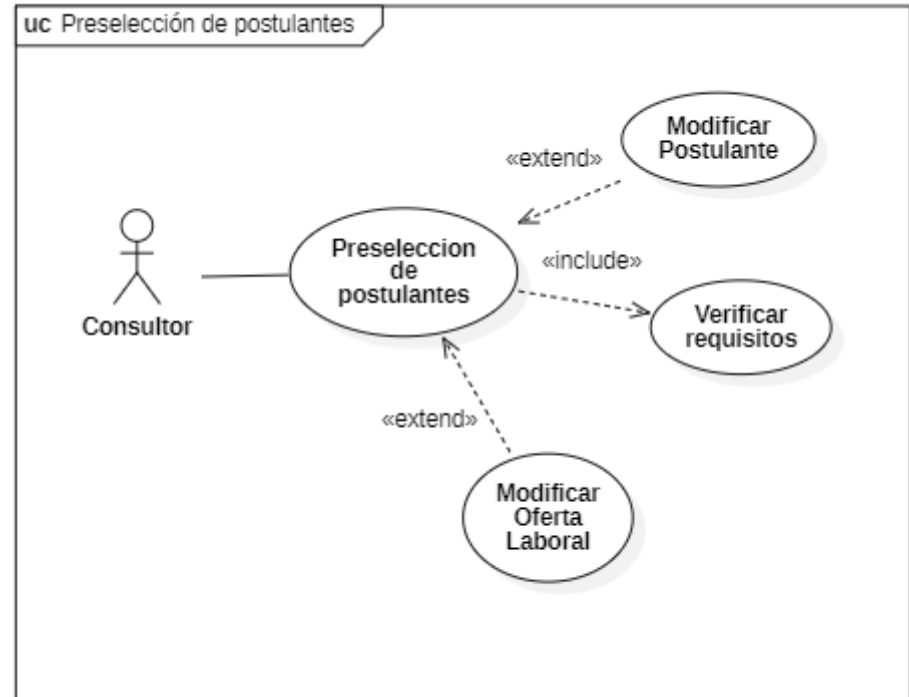 uc Preselección de postulantes
Modificar
Postulante
«extend»
Preseleccion
de
postulantes
«include»
Verificar
requisitos
Consultor
«extend»
Modificar
Oferta
Laboral